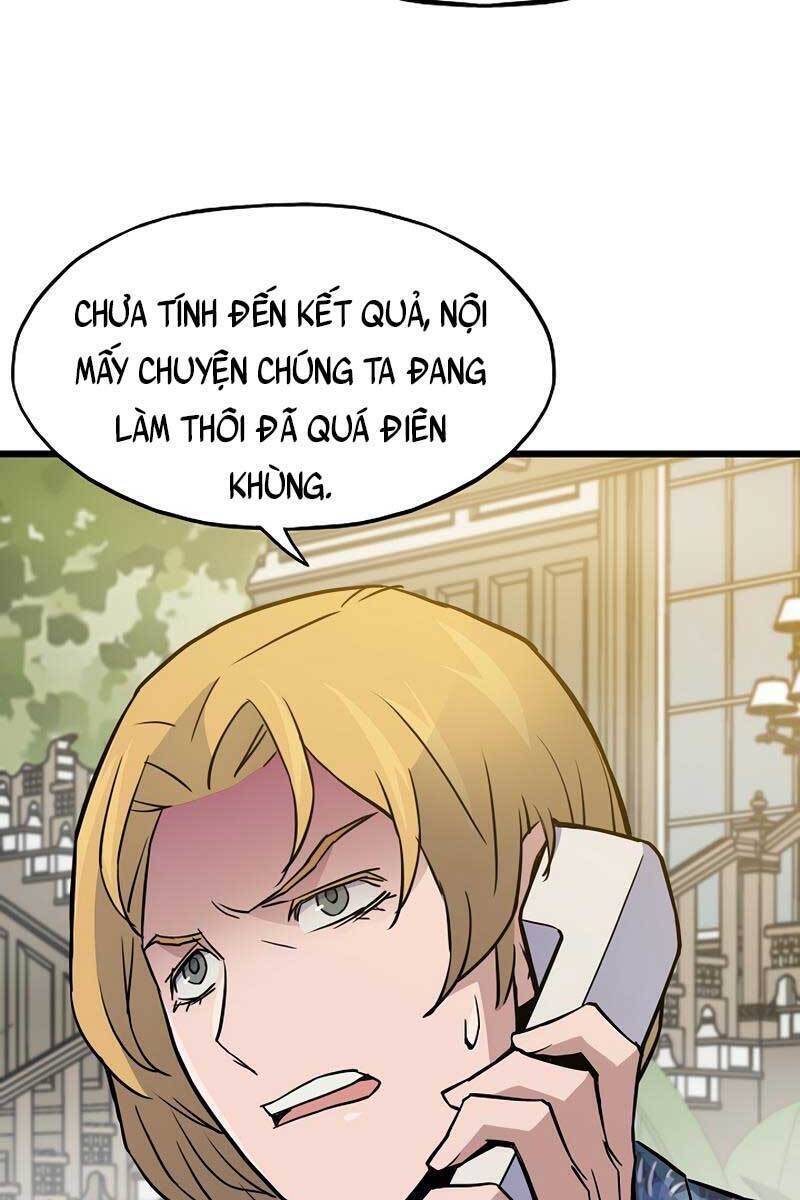 CHƯA TÍNH ĐẾN KẾT QUẢ, NỘI
MẤY CHUYỆN CHÚNG TA ĐANG
LÀM THÔI ĐÃ QUÁ ĐIÊN
KHÙNG.